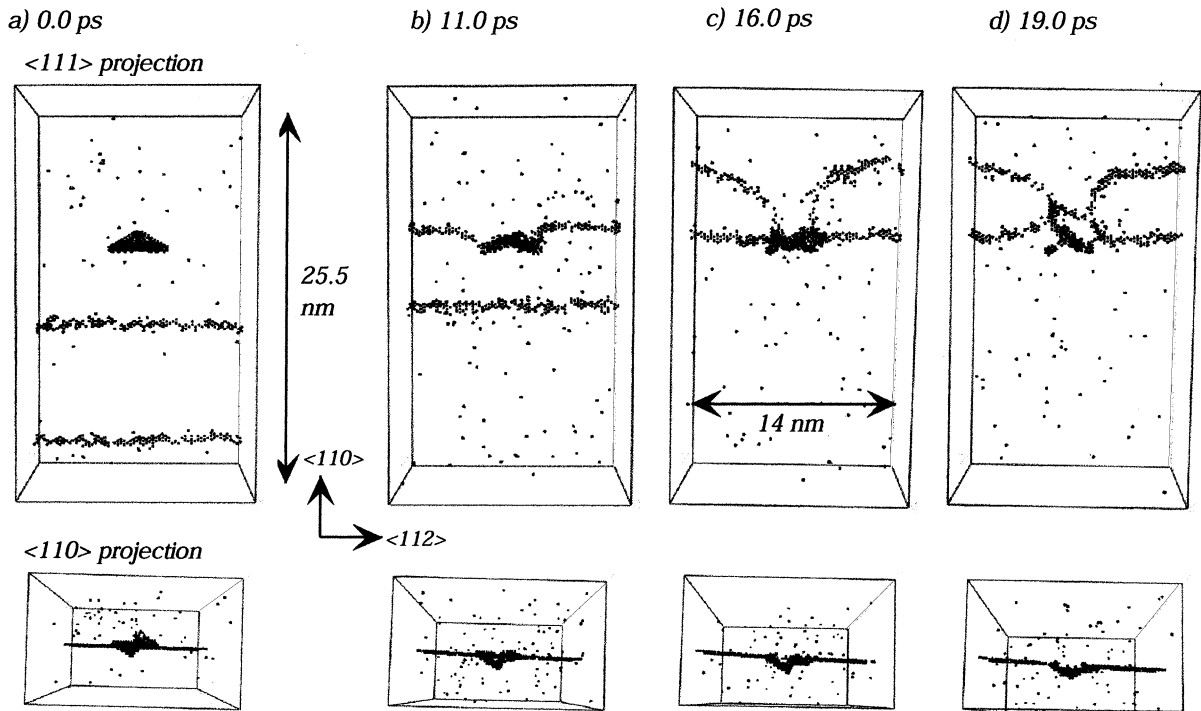 a) 0.0 ps
b) 11.0 ps
c) 16.0 ps
d) 19.0 ps
<111> projection
25.5
nm
14 nm
<110>
<112>
<110> projection